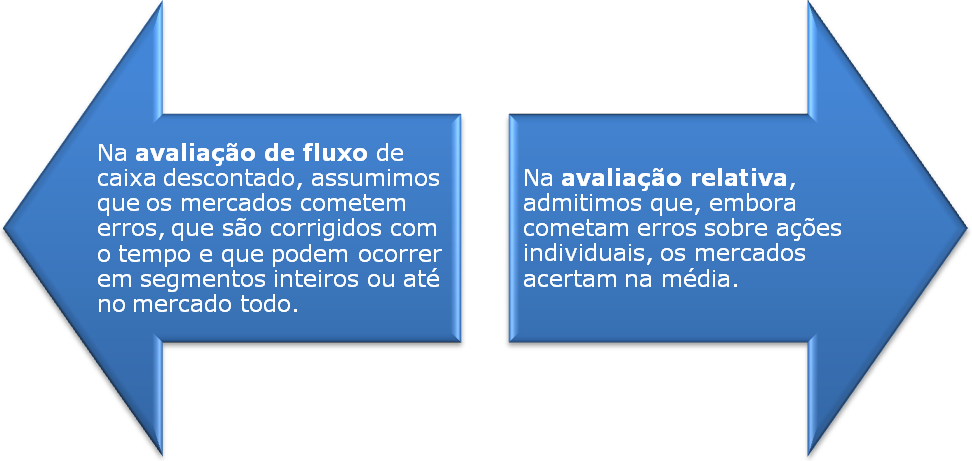 Na avaliação de fluxo de
caixa descontado, assumimos
que os mercados cometem
erros, que são corrigidos com
o tempo e que podem ocorrer
em segmentos inteiros ou até
no mercado todo.
Na avaliação relativa,
admitimos que, embora
cometam erros sobre ações
individuais, os mercados
acertam na média.